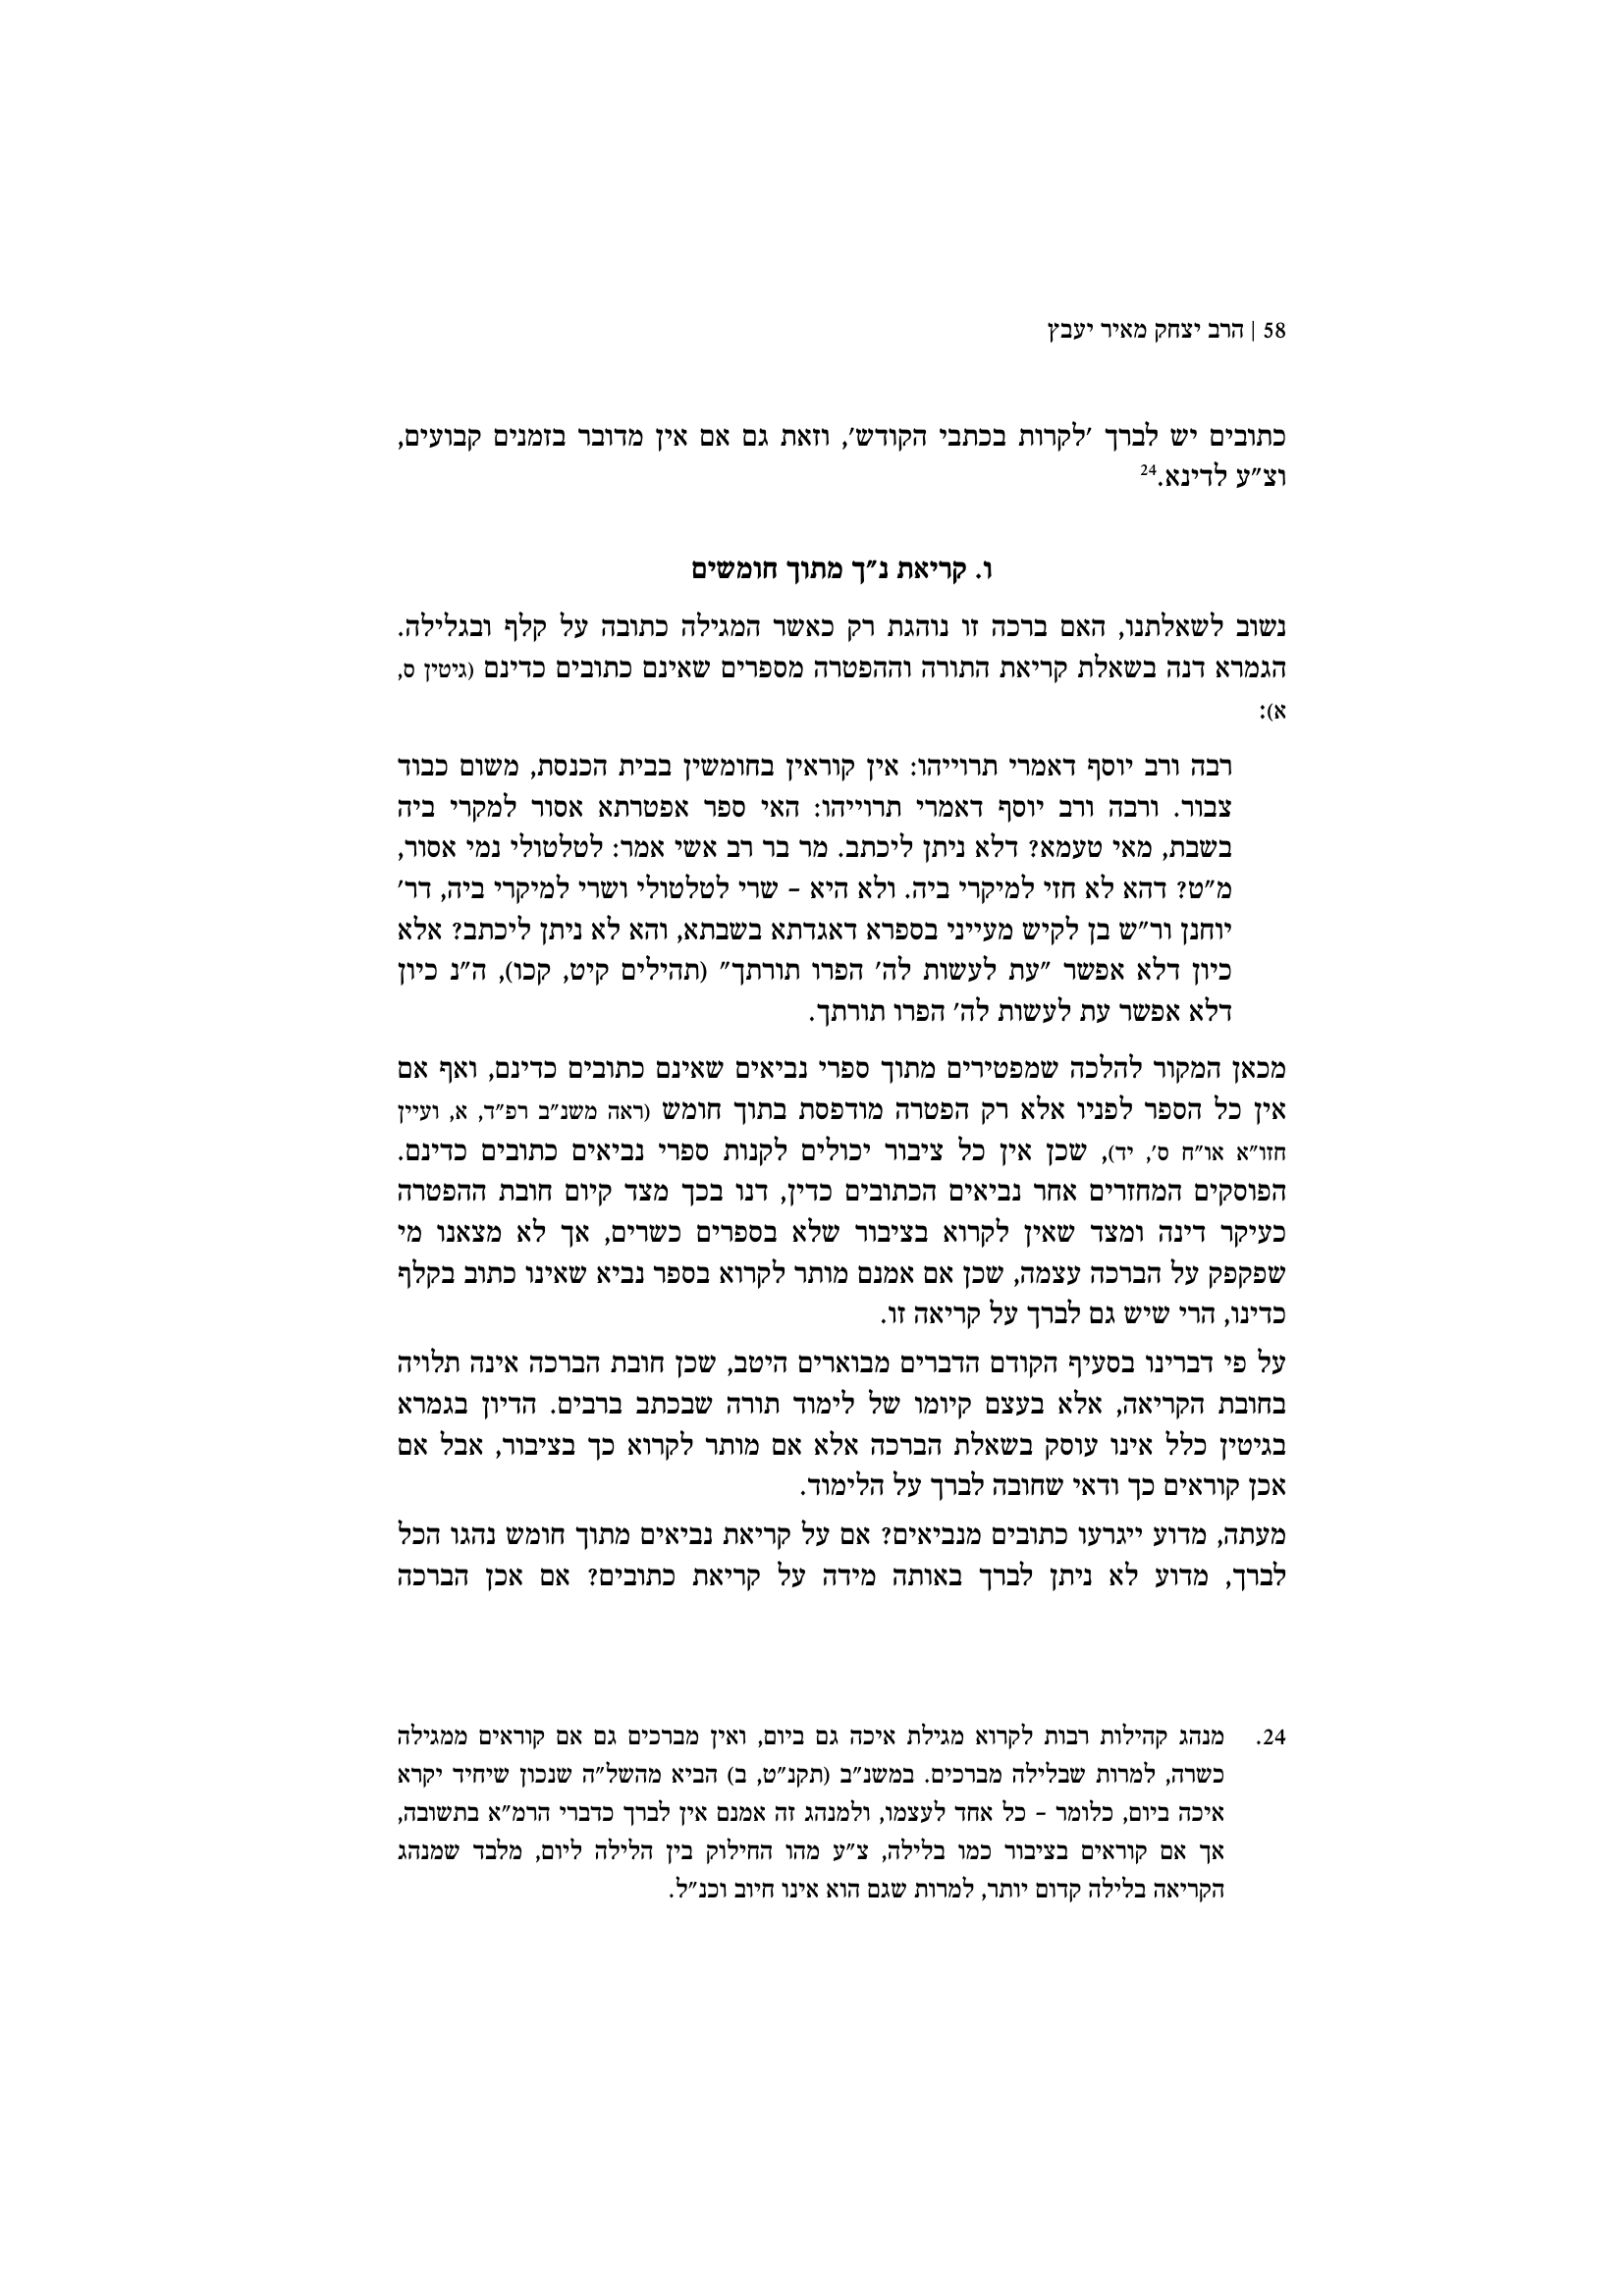 58 | הרב יצחק מאיר יעבץ
כתובים יש לברך 'לקרות בכתבי הקודש', וזאת גם אם אין מדובר בזמנים קבועים,
וצ"ע לדינא.24
ו. קריאת נ"ך מתוך חומשים
נשוב לשאלתנו, האם ברכה זו נוהגת רק כאשר המגילה כתובה על קלף ובגלילה.
הגמרא דנה בשאלת קריאת התורה וההפטרה מספרים שאינם כתובים כדינם (גיטין ס,
א):
רבה ורב יוסף דאמרי תרוייהו: אין קוראין בחומשין בבית הכנסת, משום כבוד
צבור. ורבה ורב יוסף דאמרי תרוייהו: האי ספר אפטרתא אסור למקרי ביה
בשבת, מאי טעמא? דלא ניתן ליכתב. מר בר רב אשי אמר: לטלטולי נמי אסור,
מ"ט? דהא לא חזי למיקרי ביה. ולא היא – שרי לטלטולי ושרי למיקרי ביה, דר'
יוחנן ור"ש בן לקיש מעייני בספרא דאגדתא בשבתא, והא לא ניתן ליכתב? אלא
כיון דלא אפשר "עת לעשות לה' הפרו תורתך" (תהילים קיט, קכו), ה"נ כיון
דלא אפשר עת לעשות לה' הפרו תורתך.
מכאן המקור להלכה שמפטירים מתוך ספרי נביאים שאינם כתובים כדינם, ואף אם
אין כל הספר לפניו אלא רק הפטרה מודפסת בתוך חומש (ראה משנ"ב רפ"ד, א, ועיין
חזו"א או"ח ס', יד), שכן אין כל ציבור יכולים לקנות ספרי נביאים כתובים כדינם.
הפוסקים המחזרים אחר נביאים הכתובים כדין, דנו בכך מצד קיום חובת ההפטרה
כעיקר דינה ומצד שאין לקרוא בציבור שלא בספרים כשרים, אך לא מצאנו מי
שפקפק על הברכה עצמה, שכן אם אמנם מותר לקרוא בספר נביא שאינו כתוב בקלף
כדינו, הרי שיש גם לברך על קריאה זו.
על פי דברינו בסעיף הקודם הדברים מבוארים היטב, שכן חובת הברכה אינה תלויה
בחובת הקריאה, אלא בעצם קיומו של לימוד תורה שבכתב ברבים. הדיון בגמרא
בגיטין כלל אינו עוסק בשאלת הברכה אלא אם מותר לקרוא כך בציבור, אבל אם
אכן קוראים כך ודאי שחובה לברך על הלימוד.
מעתה, מדוע ייגרעו כתובים מנביאים? אם על קריאת נביאים מתוך חומש נהגו הכל
לברך, מדוע לא ניתן לברך באותה מידה על קריאת כתובים? אם אכן הברכה
24. מנהג קהילות רבות לקרוא מגילת איכה גם ביום, ואין מברכים גם אם קוראים ממגילה
כשרה, למרות שבלילה מברכים. במשנ"ב (תקנ"ט, ב) הביא מהשל"ה שנכון שיחיד יקרא
איכה ביום, כלומר – כל אחד לעצמו, ולמנהג זה אמנם אין לברך כדברי הרמ"א בתשובה,
אך אם קוראים בציבור כמו בלילה, צ"ע מהו החילוק בין הלילה ליום, מלבד שמנהג
הקריאה בלילה קדום יותר, למרות שגם הוא אינו חיוב וכנ"ל.